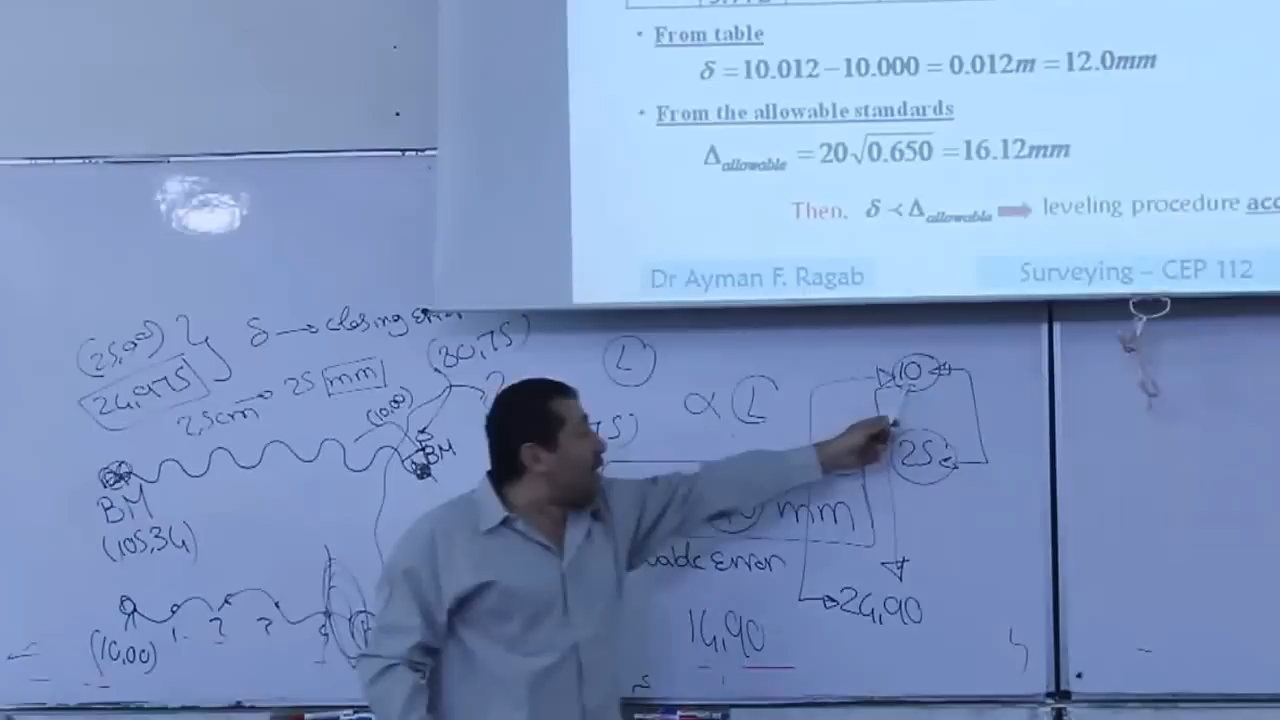 • From table
δ = 10.012 – 10.000 = 0.012m = 12.0mm
• From the allowable standards
Δallowable = 20√0.650 = 16.12mm
Then, δ < Δallowable ➡ leveling procedure acc
Dr Ayman F. Ragab
Surveying – CEP 112
(25,00)
24,975
δ → closing error
2,5cm → 25 mm
(30,75)
(10,00)
?
BM
BM
(105,34)
(10,00)
L
α L
mm
Error
14,90
10
25
24,90